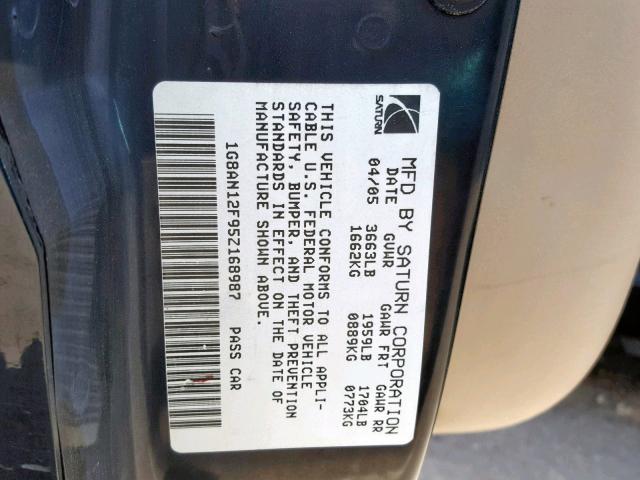 SATURN
MFD BY SATURN CORPORATION
DATE GVWR GAWR FRT GAWR RR
04/05 3663LB 1959LB 1704LB
1662KG 0889KG 0773KG
THIS VEHICLE CONFORMS TO ALL APPLI-
CABLE U.S. FEDERAL MOTOR VEHICLE
SAFETY, BUMPER, AND THEFT PREVENTION
STANDARDS IN EFFECT ON THE DATE OF
MANUFACTURE SHOWN ABOVE.
1G8AN12F95Z168987 PASS CAR